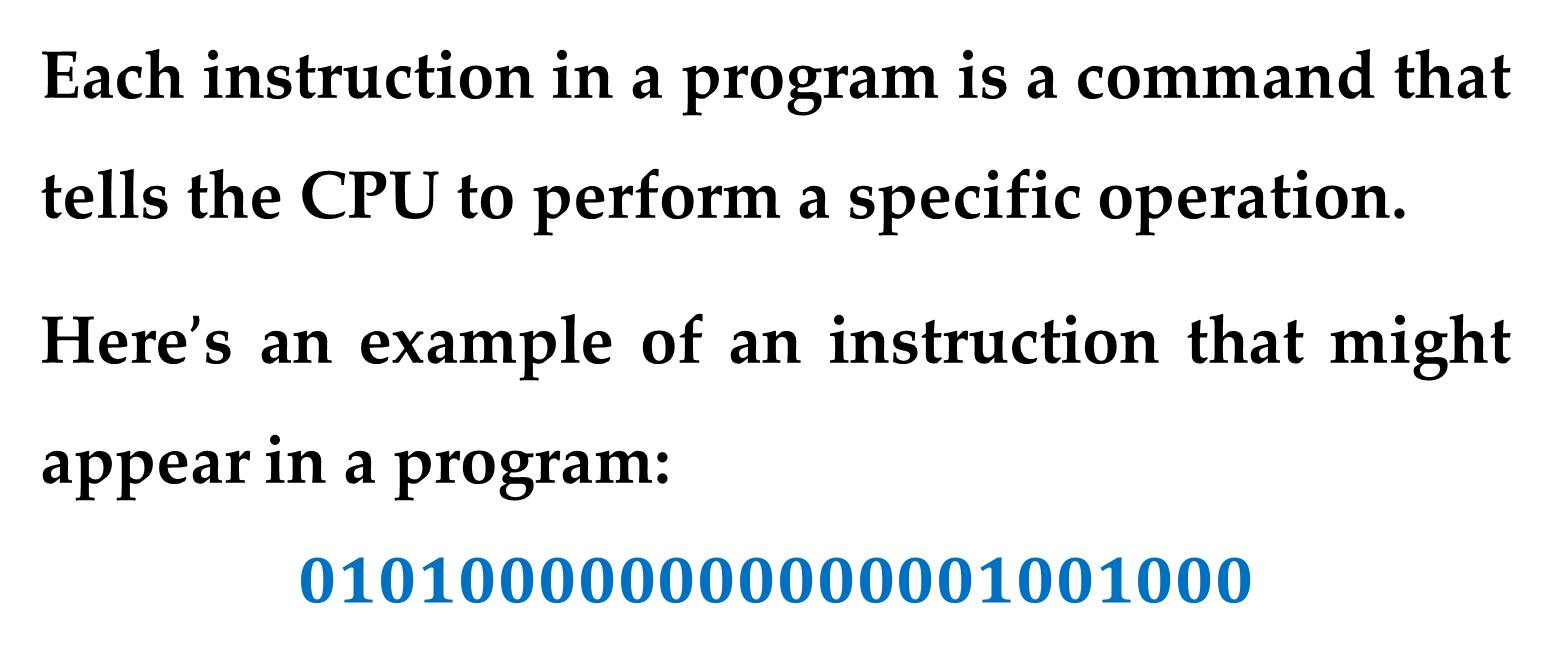 Each instruction in a program is a command that
tells the CPU to perform a specific operation.
Here’s an example of an instruction that might
appear in a program:
010100000000000001001000